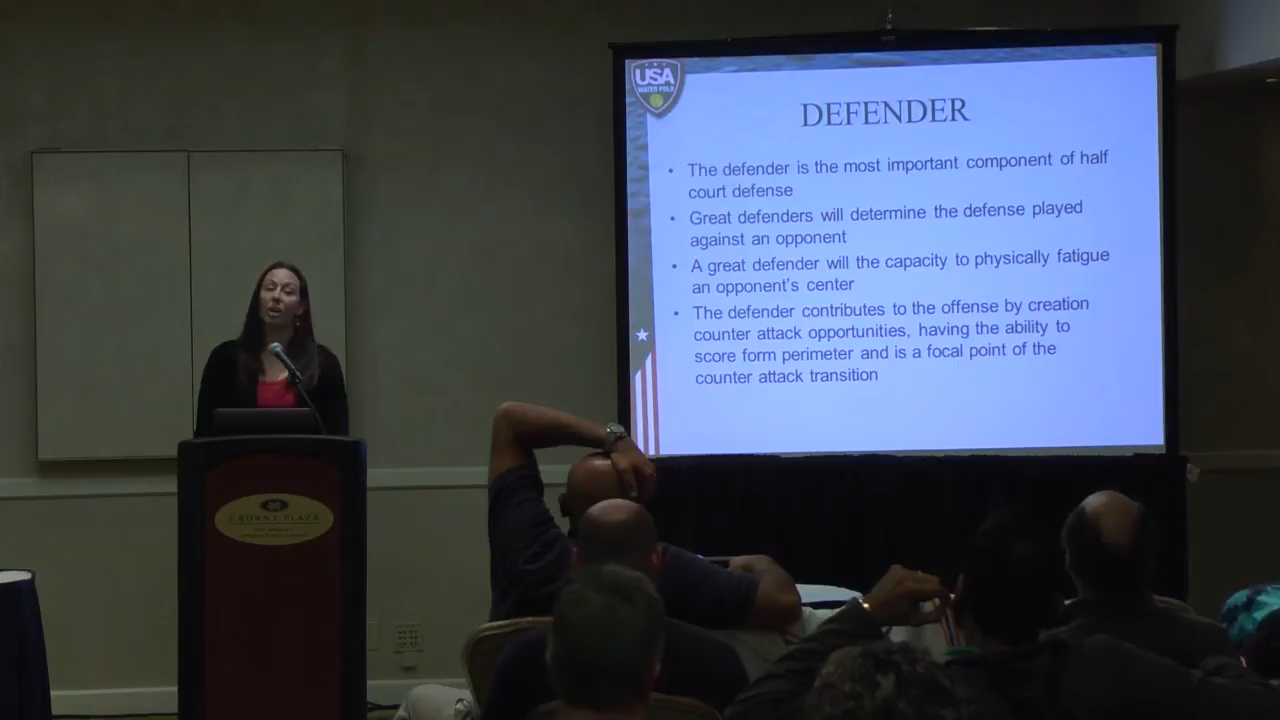 USA
WATER POLO
DEFENDER
• The defender is the most important component of half
court defense
• Great defenders will determine the defense played
against an opponent
• A great defender will the capacity to physically fatigue
an opponent's center
• The defender contributes to the offense by creation
counter attack opportunities, having the ability to
score form perimeter and is a focal point of the
counter attack transition
CROWNE PLAZA